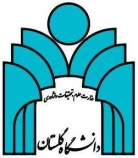 وزارت علوم، تحقیقات و فناوری
دانشگاه گلستان